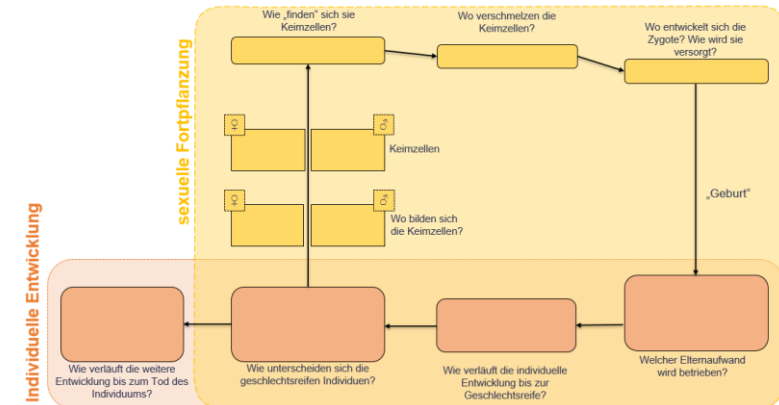 Wie „finden” sich sie
Keimzellen?
Wo verschmelzen die
Keimzellen?
Wo entwickelt sich die
Zygote? Wie wird sie
versorgt?
sexuelle Fortpflanzung
♀
♂
Keimzellen
♀
♂
Wo bilden sich
die Keimzellen?
„Geburt”
Individuelle Entwicklung
Wie verläuft die weitere
Entwicklung bis zum Tod des
Individuums?
Wie unterscheiden sich die
geschlechtsreifen Individuen?
Wie verläuft die individuelle
Entwicklung bis zur
Geschlechtsreife?
Welcher Elternaufwand
wird betrieben?